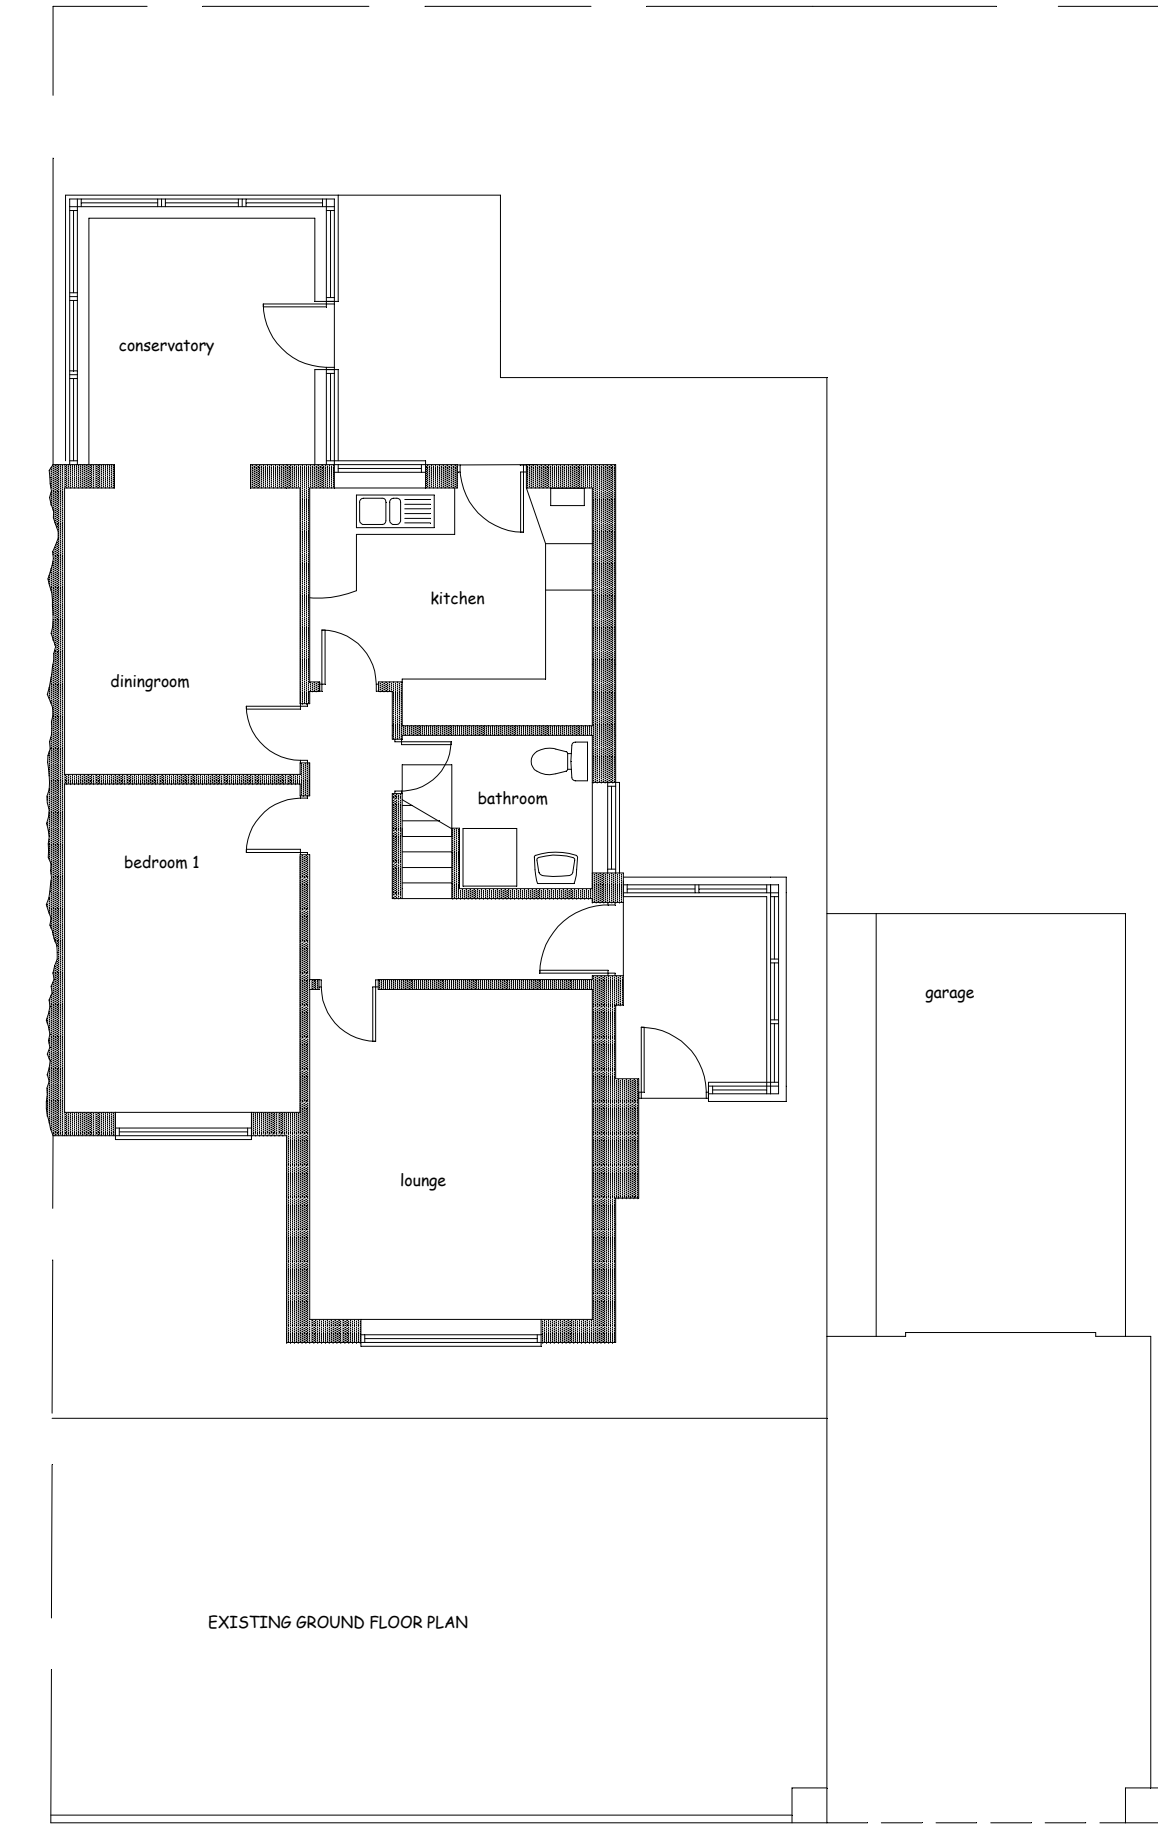 conservatory
kitchen
diningroom
bathroom
bedroom 1
garage
lounge
EXISTING GROUND FLOOR PLAN